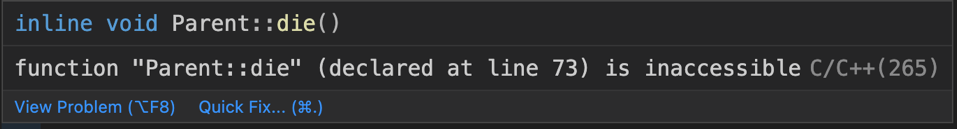 inline void Parent::die()
function "Parent::die" (declared at line 73) is inaccessible C/C++(265)
View Problem (⌥F8) Quick Fix... (⌘.)